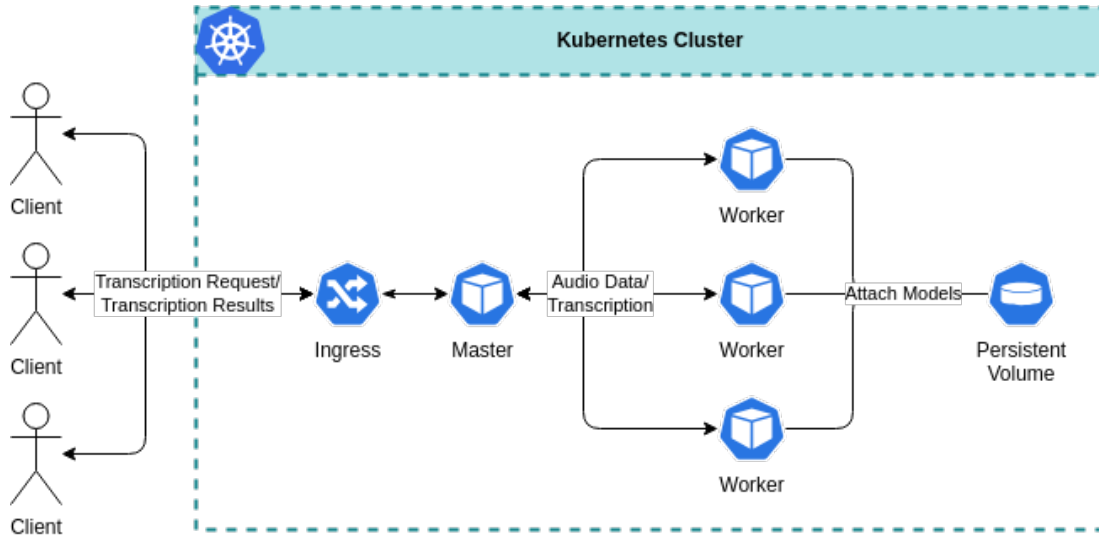 Kubernetes Cluster
Client
Client
Client
Transcription Request/
Transcription Results
Ingress
Master
Audio Data/
Transcription
Worker
Worker
Worker
Attach Models
Persistent
Volume